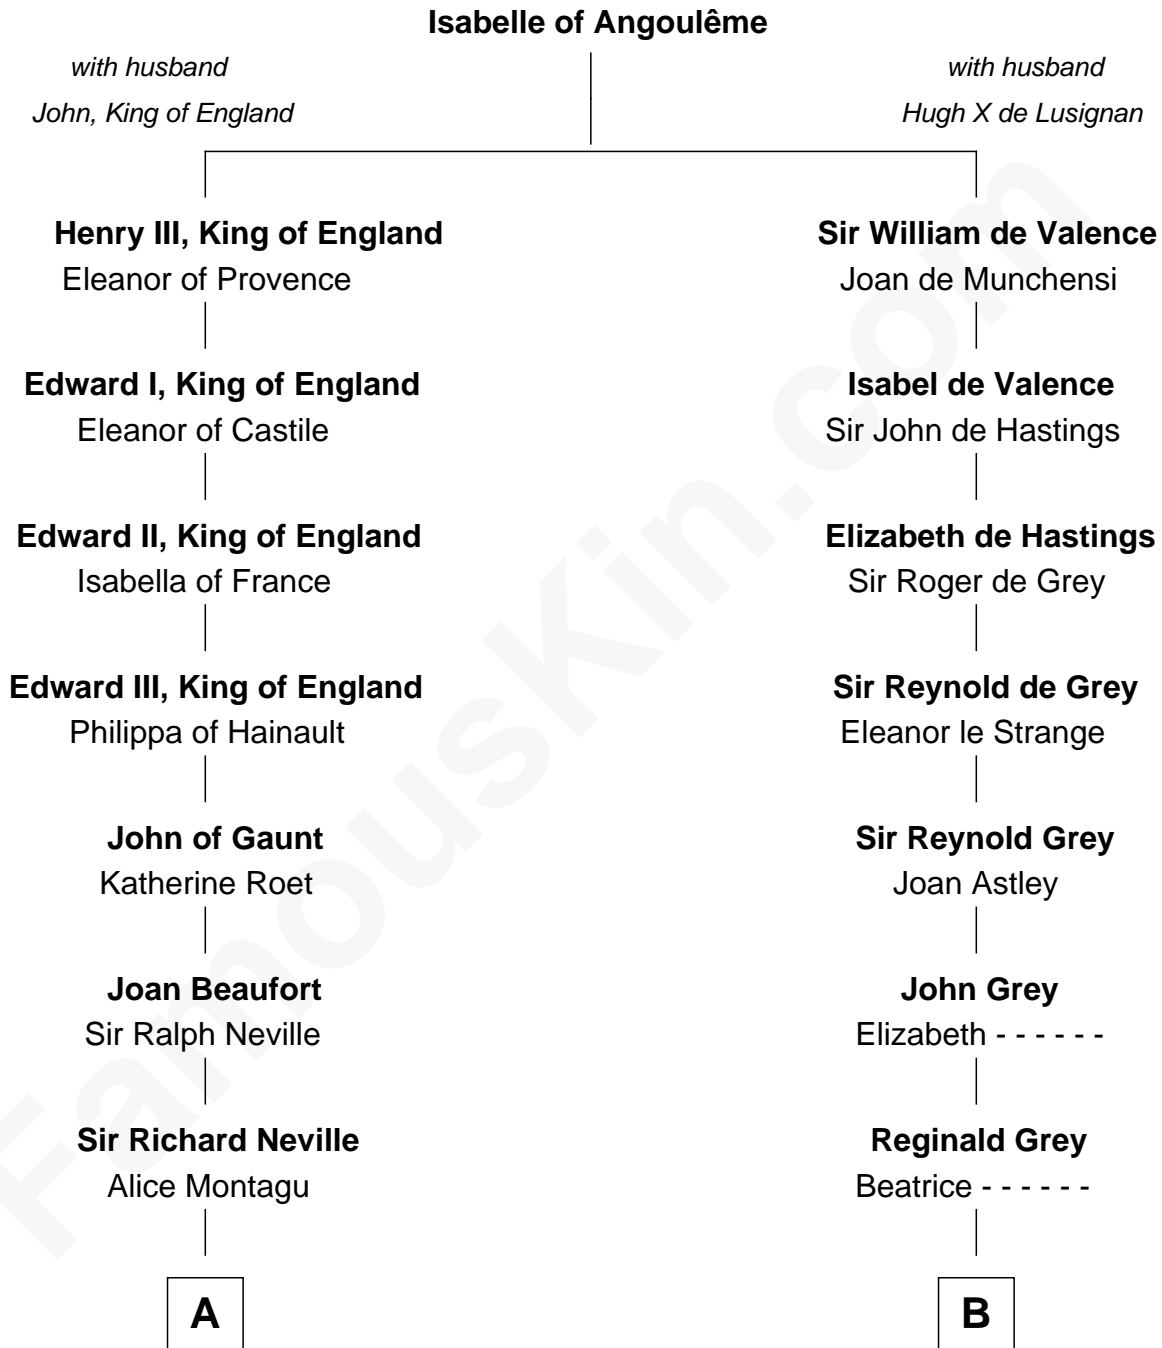 Isabelle of Angoulême
with husband
John, King of England
with husband
Hugh X de Lusignan
Henry III, King of England
Eleanor of Provence
Sir William de Valence
Joan de Munchensi
Edward I, King of England
Eleanor of Castile
Isabel de Valence
Sir John de Hastings
Edward II, King of England
Isabella of France
Elizabeth de Hastings
Sir Roger de Grey
Edward III, King of England
Philippa of Hainault
Sir Reynold de Grey
Eleanor le Strange
John of Gaunt
Katherine Roet
Sir Reynold Grey
Joan Astley
Joan Beaufort
Sir Ralph Neville
John Grey
Elizabeth - - - - - -
Sir Richard Neville
Alice Montagu
Reginald Grey
Beatrice - - - - - -
A
B
FamousKin.com